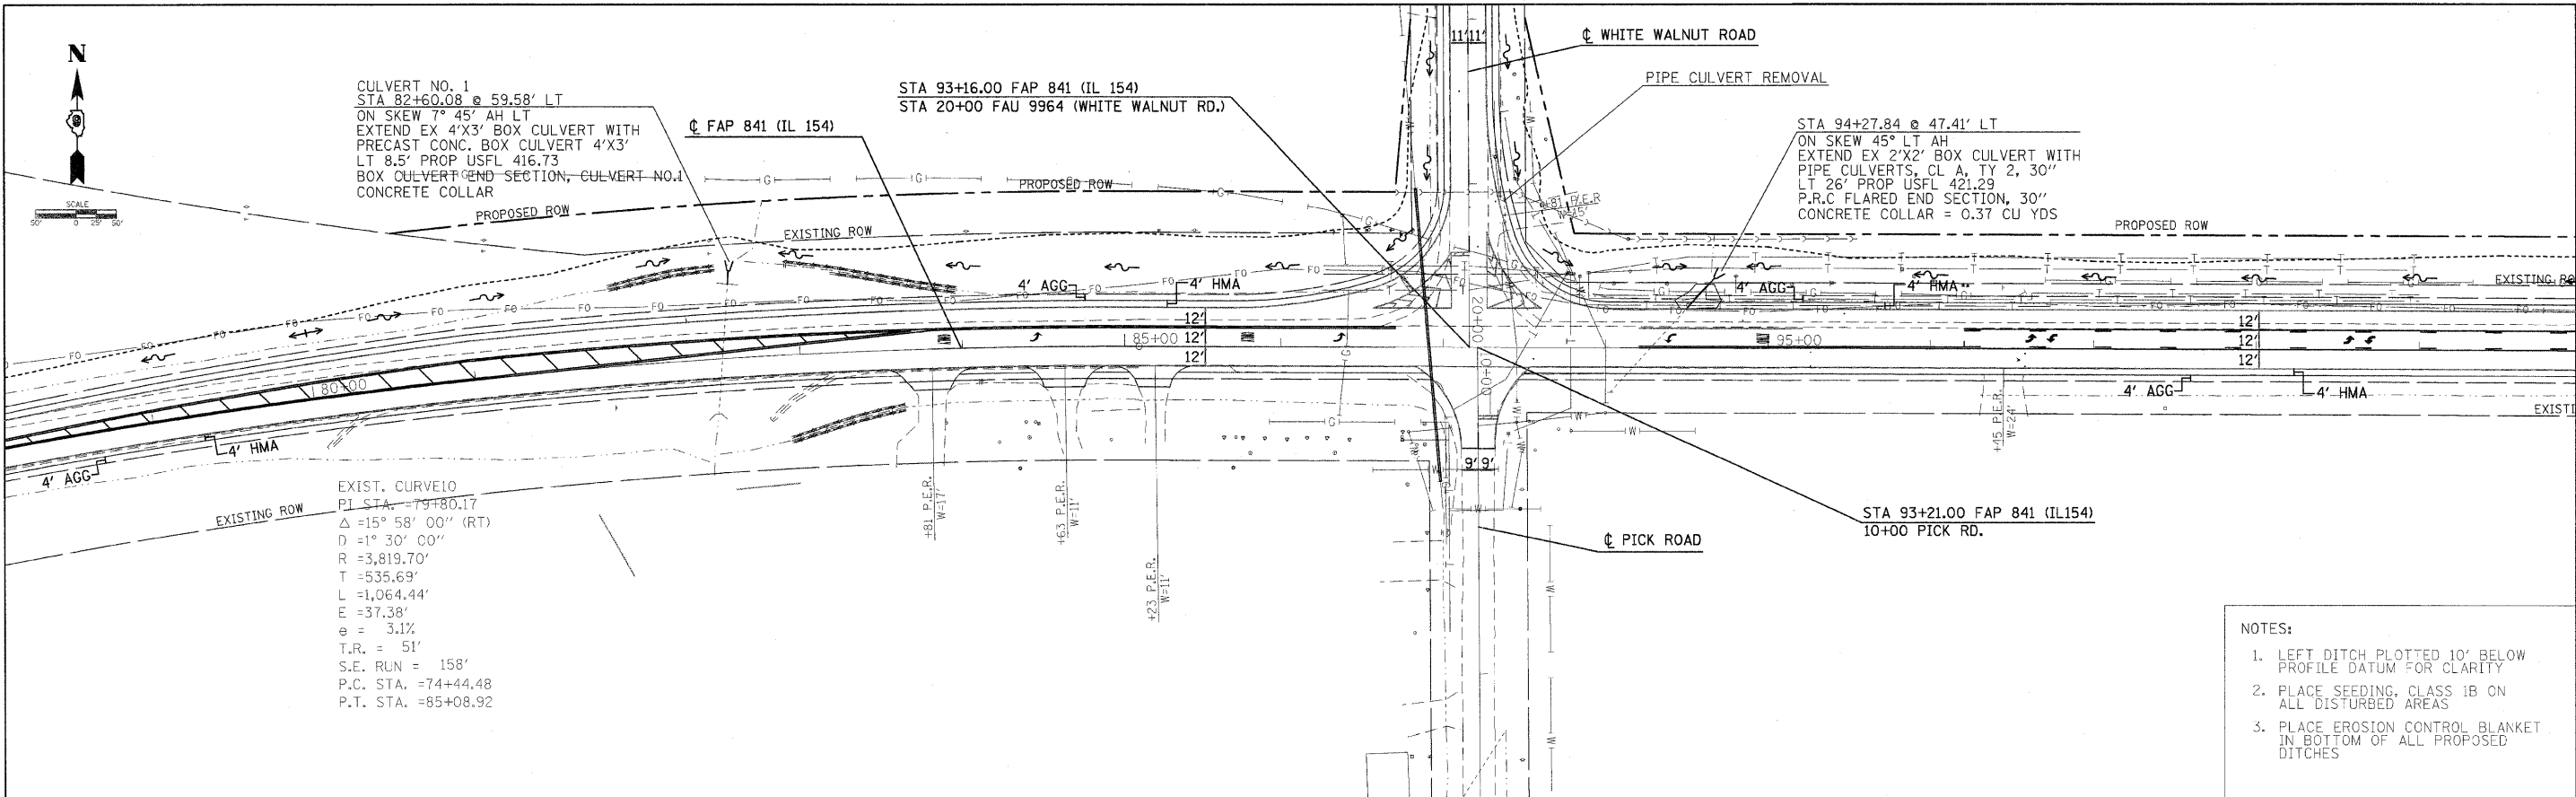 N
SCALE
50' 0 25' 50'
CULVERT NO. 1
STA 82+60.08 @ 59.58' LT
ON SKEW 7° 45' AH LT
EXTEND EX 4'X3' BOX CULVERT WITH
PRECAST CONC. BOX CULVERT 4'X3'
LT 8.5' PROP USFL 416.73
BOX CULVERT END SECTION, CULVERT NO.1
CONCRETE COLLAR
℄ FAP 841 (IL 154)
STA 93+16.00 FAP 841 (IL 154)
STA 20+00 FAU 9964 (WHITE WALNUT RD.)
11' 11'
℄ WHITE WALNUT ROAD
PIPE CULVERT REMOVAL
STA 94+27.84 @ 47.41' LT
ON SKEW 45° LT AH
EXTEND EX 2'X2' BOX CULVERT WITH
PIPE CULVERTS, CL A, TY 2, 30''
LT 26' PROP USFL 421.29
P.R.C FLARED END SECTION, 30''
CONCRETE COLLAR = 0.37 CU YDS
PROPOSED ROW
PROPOSED ROW
EXISTING ROW
PROPOSED ROW
EXISTING RO
4' AGG
4' HMA
4' AGG
4' HMA
12'
12'
12'
12'
12'
12'
80+00
85+00
95+00
20+00
4' HMA
4' AGG
4' AGG
4' HMA
EXISTING ROW
+81 P.E.R.
W=17'
+63 P.E.R.
W=11'
+23 P.E.R.
W=11'
+45 P.E.R.
W=24'
9' 9'
℄ PICK ROAD
STA 93+21.00 FAP 841 (IL154)
10+00 PICK RD.
EXIST. CURVE10
PI STA. =79+80.17
△ =15° 58' 00'' (RT)
D =1° 30' 00''
R =3,819.70'
T =535.69'
L =1,064.44'
E =37.38'
e = 3.1%
T.R. = 51'
S.E. RUN = 158'
P.C. STA. =74+44.48
P.T. STA. =85+08.92
NOTES:
1. LEFT DITCH PLOTTED 10' BELOW
PROFILE DATUM FOR CLARITY
2. PLACE SEEDING, CLASS 1B ON
ALL DISTURBED AREAS
3. PLACE EROSION CONTROL BLANKET
IN BOTTOM OF ALL PROPOSED
DITCHES